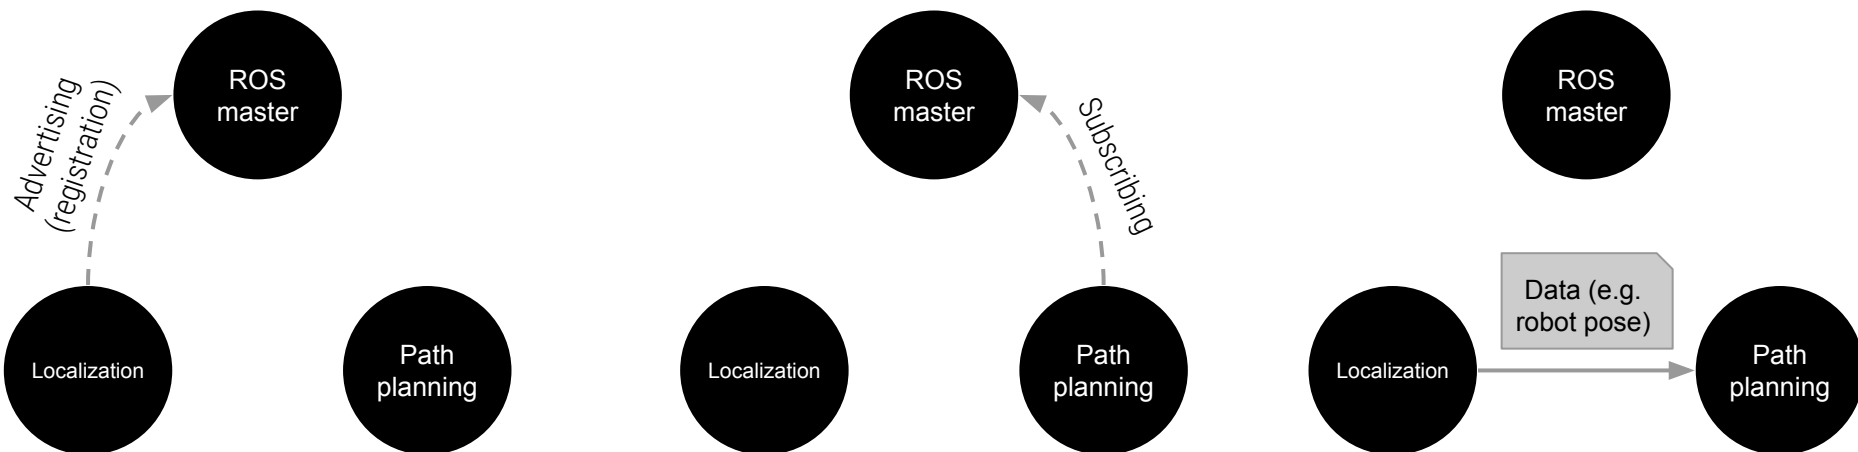 Advertising
(registration)
ROS
master
Localization
Path
planning
ROS
master
Subscribing
Localization
Path
planning
ROS
master
Data (e.g.
robot pose)
Localization
Path
planning